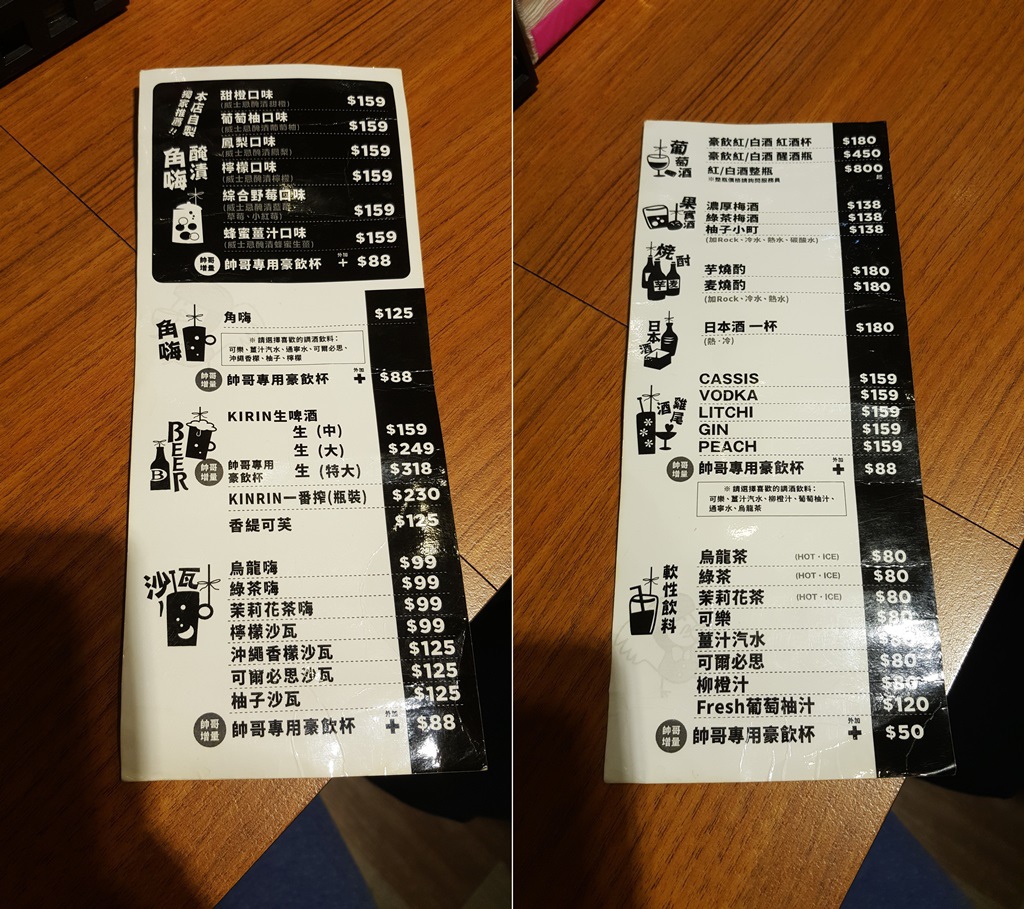 本店自製
獨家推薦!!
醃漬
角嗨
甜橙口味 $159
(威士忌醃漬甜橙)
葡萄柚口味 $159
(威士忌醃漬葡萄柚)
鳳梨口味 $159
(威士忌醃漬鳳梨)
檸檬口味 $159
(威士忌醃漬檸檬)
綜合野莓口味 $159
(威士忌醃漬藍莓、
草莓、小紅莓)
蜂蜜薑汁口味 $159
(威士忌醃漬蜂蜜生薑)
帥哥增量 帥哥專用豪飲杯 外加+ $88
角嗨
角嗨 $125
※ 請選擇喜歡的調酒飲料:
可樂、薑汁汽水、通寧水、可爾必思、
沖繩香檬、柚子、檸檬
帥哥增量 帥哥專用豪飲杯 外加+ $88
BEER
KIRIN生啤酒
生 (中) $159
生 (大) $249
帥哥增量 帥哥專用豪飲杯 生 (特大) $318
KINRIN一番搾(瓶裝) $230
香緹可芙 $125
沙瓦
烏龍嗨 $99
綠茶嗨 $99
茉莉花茶嗨 $99
檸檬沙瓦 $99
沖繩香檬沙瓦 $125
可爾必思沙瓦 $125
柚子沙瓦 $125
帥哥增量 帥哥專用豪飲杯 外加+ $88
葡萄酒
豪飲紅/白酒 紅酒杯 $180
豪飲紅/白酒 醒酒瓶 $450
紅/白酒整瓶 $800起
※整瓶價格請詢問服務員
果實酒
濃厚梅酒 $138
綠茶梅酒 $138
柚子小町 $138
(加Rock、冷水、熱水、碳酸水)
燒酎
芋燒酌 $180
麦燒酌 $180
(加Rock、冷水、熱水)
日本酒
日本酒 一杯 $180
(熱·冷)
雞尾酒
CASSIS $159
VODKA $159
LITCHI $159
GIN $159
PEACH $159
帥哥增量 帥哥專用豪飲杯 外加+ $88
※ 請選擇喜歡的調酒飲料:
可樂、薑汁汽水、柳橙汁、葡萄柚汁、
通寧水、烏龍茶
軟性飲料
烏龍茶 (HOT·ICE) $80
綠茶 (HOT·ICE) $80
茉莉花茶 (HOT·ICE) $80
可樂 $80
薑汁汽水
可爾必思 $80
柳橙汁 $80
Fresh葡萄柚汁 $120
帥哥增量 帥哥專用豪飲杯 外加+ $50